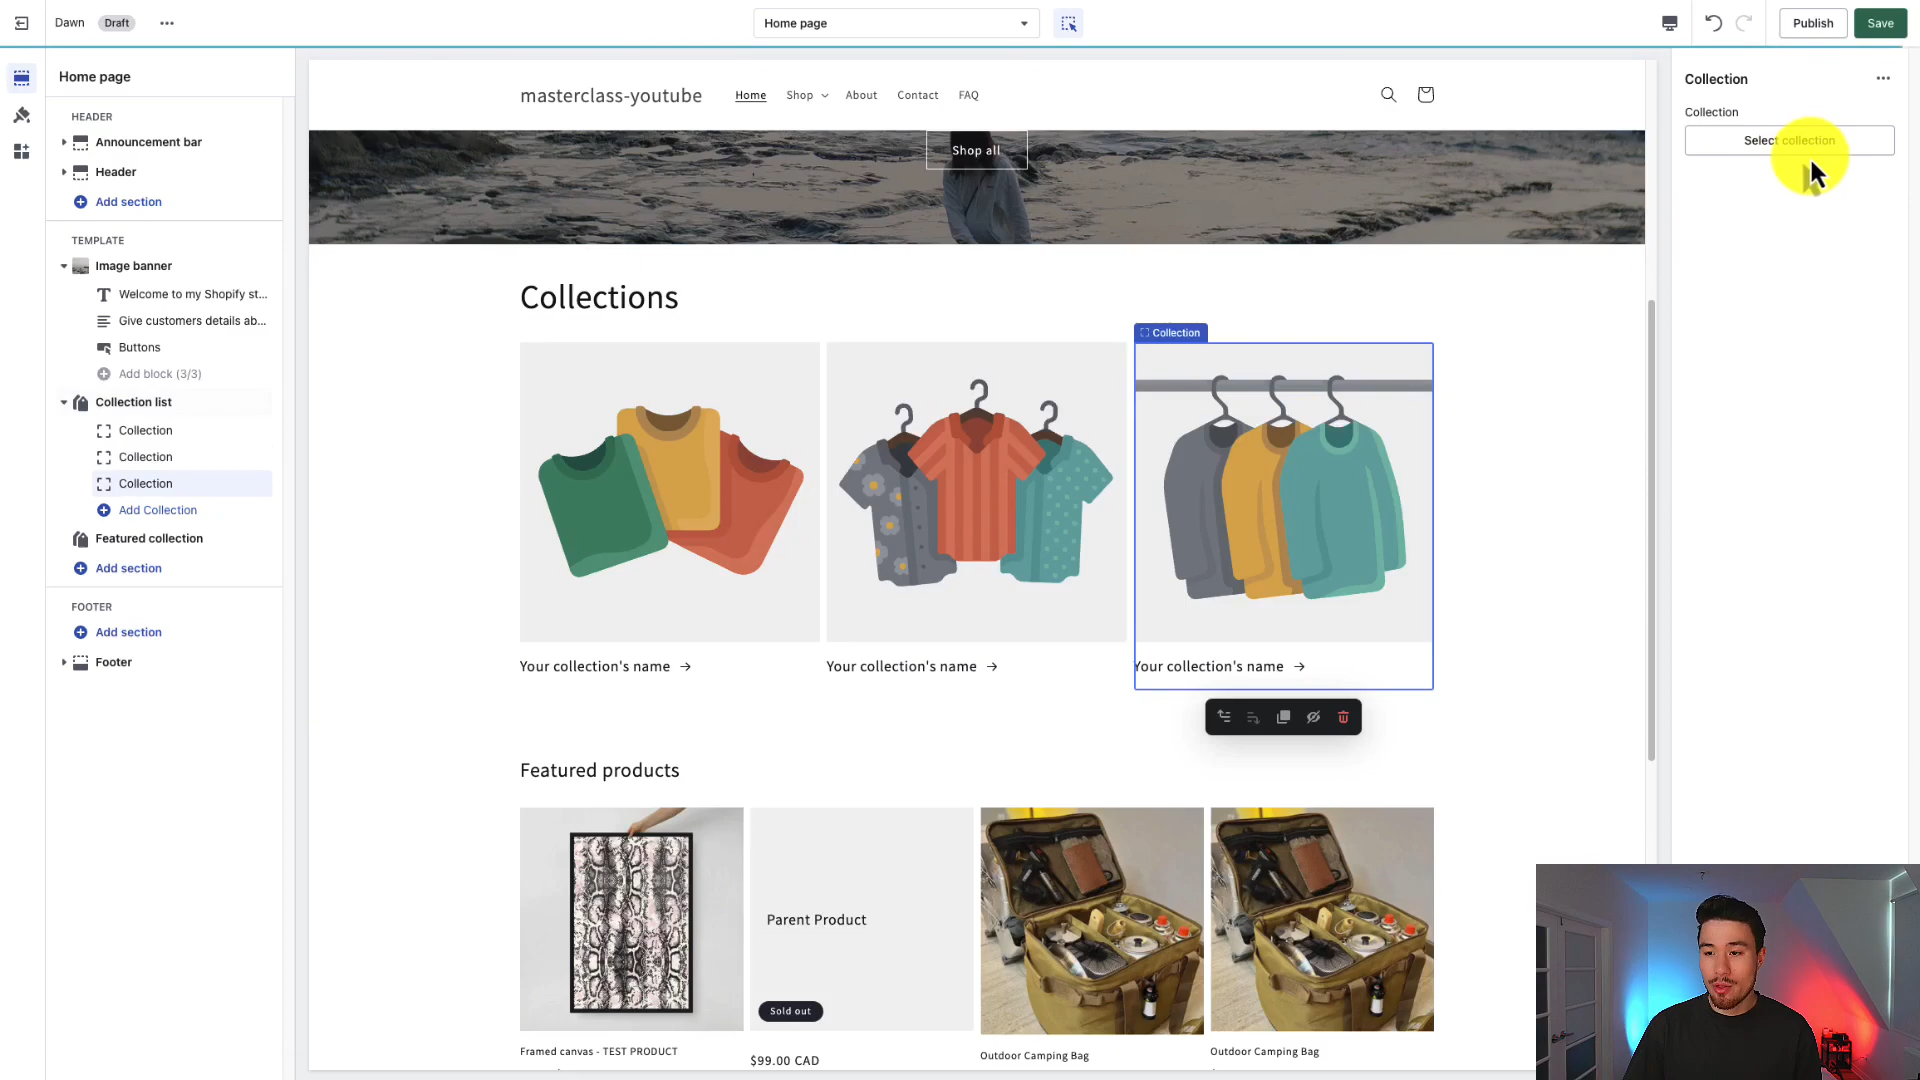 Dawn
Draft
Home page
Publish
Save
Home page
HEADER
Announcement bar
Header
Add section
TEMPLATE
Image banner
Welcome to my Shopify st...
Give customers details ab...
Buttons
Add block (3/3)
Collection list
Collection
Collection
Collection
Add Collection
Featured collection
Add section
FOOTER
Add section
Footer
masterclass-youtube
Home
Shop
About
Contact
FAQ
Shop all
Collections
Collection
Your collection's name
Your collection's name
Your collection's name
Featured products
Parent Product
Sold out
Framed canvas - TEST PRODUCT
$99.00 CAD
Outdoor Camping Bag
Outdoor Camping Bag
Collection
Collection
Select collection